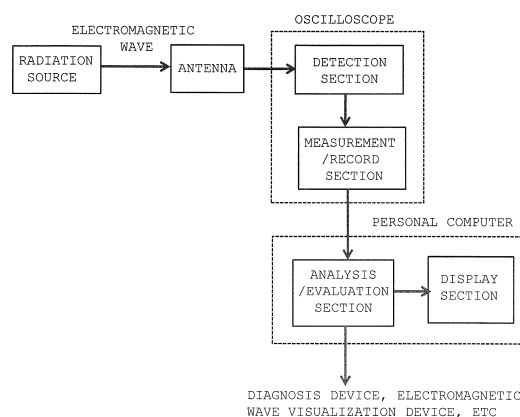 OSCILLOSCOPE
ELECTROMAGNETIC
WAVE
RADIATION
SOURCE
ANTENNA
DETECTION
SECTION
MEASUREMENT
/RECORD
SECTION
PERSONAL COMPUTER
ANALYSIS
/EVALUATION
SECTION
DISPLAY
SECTION
DIAGNOSIS DEVICE, ELECTROMAGNETIC
WAVE VISUALIZATION DEVICE, ETC